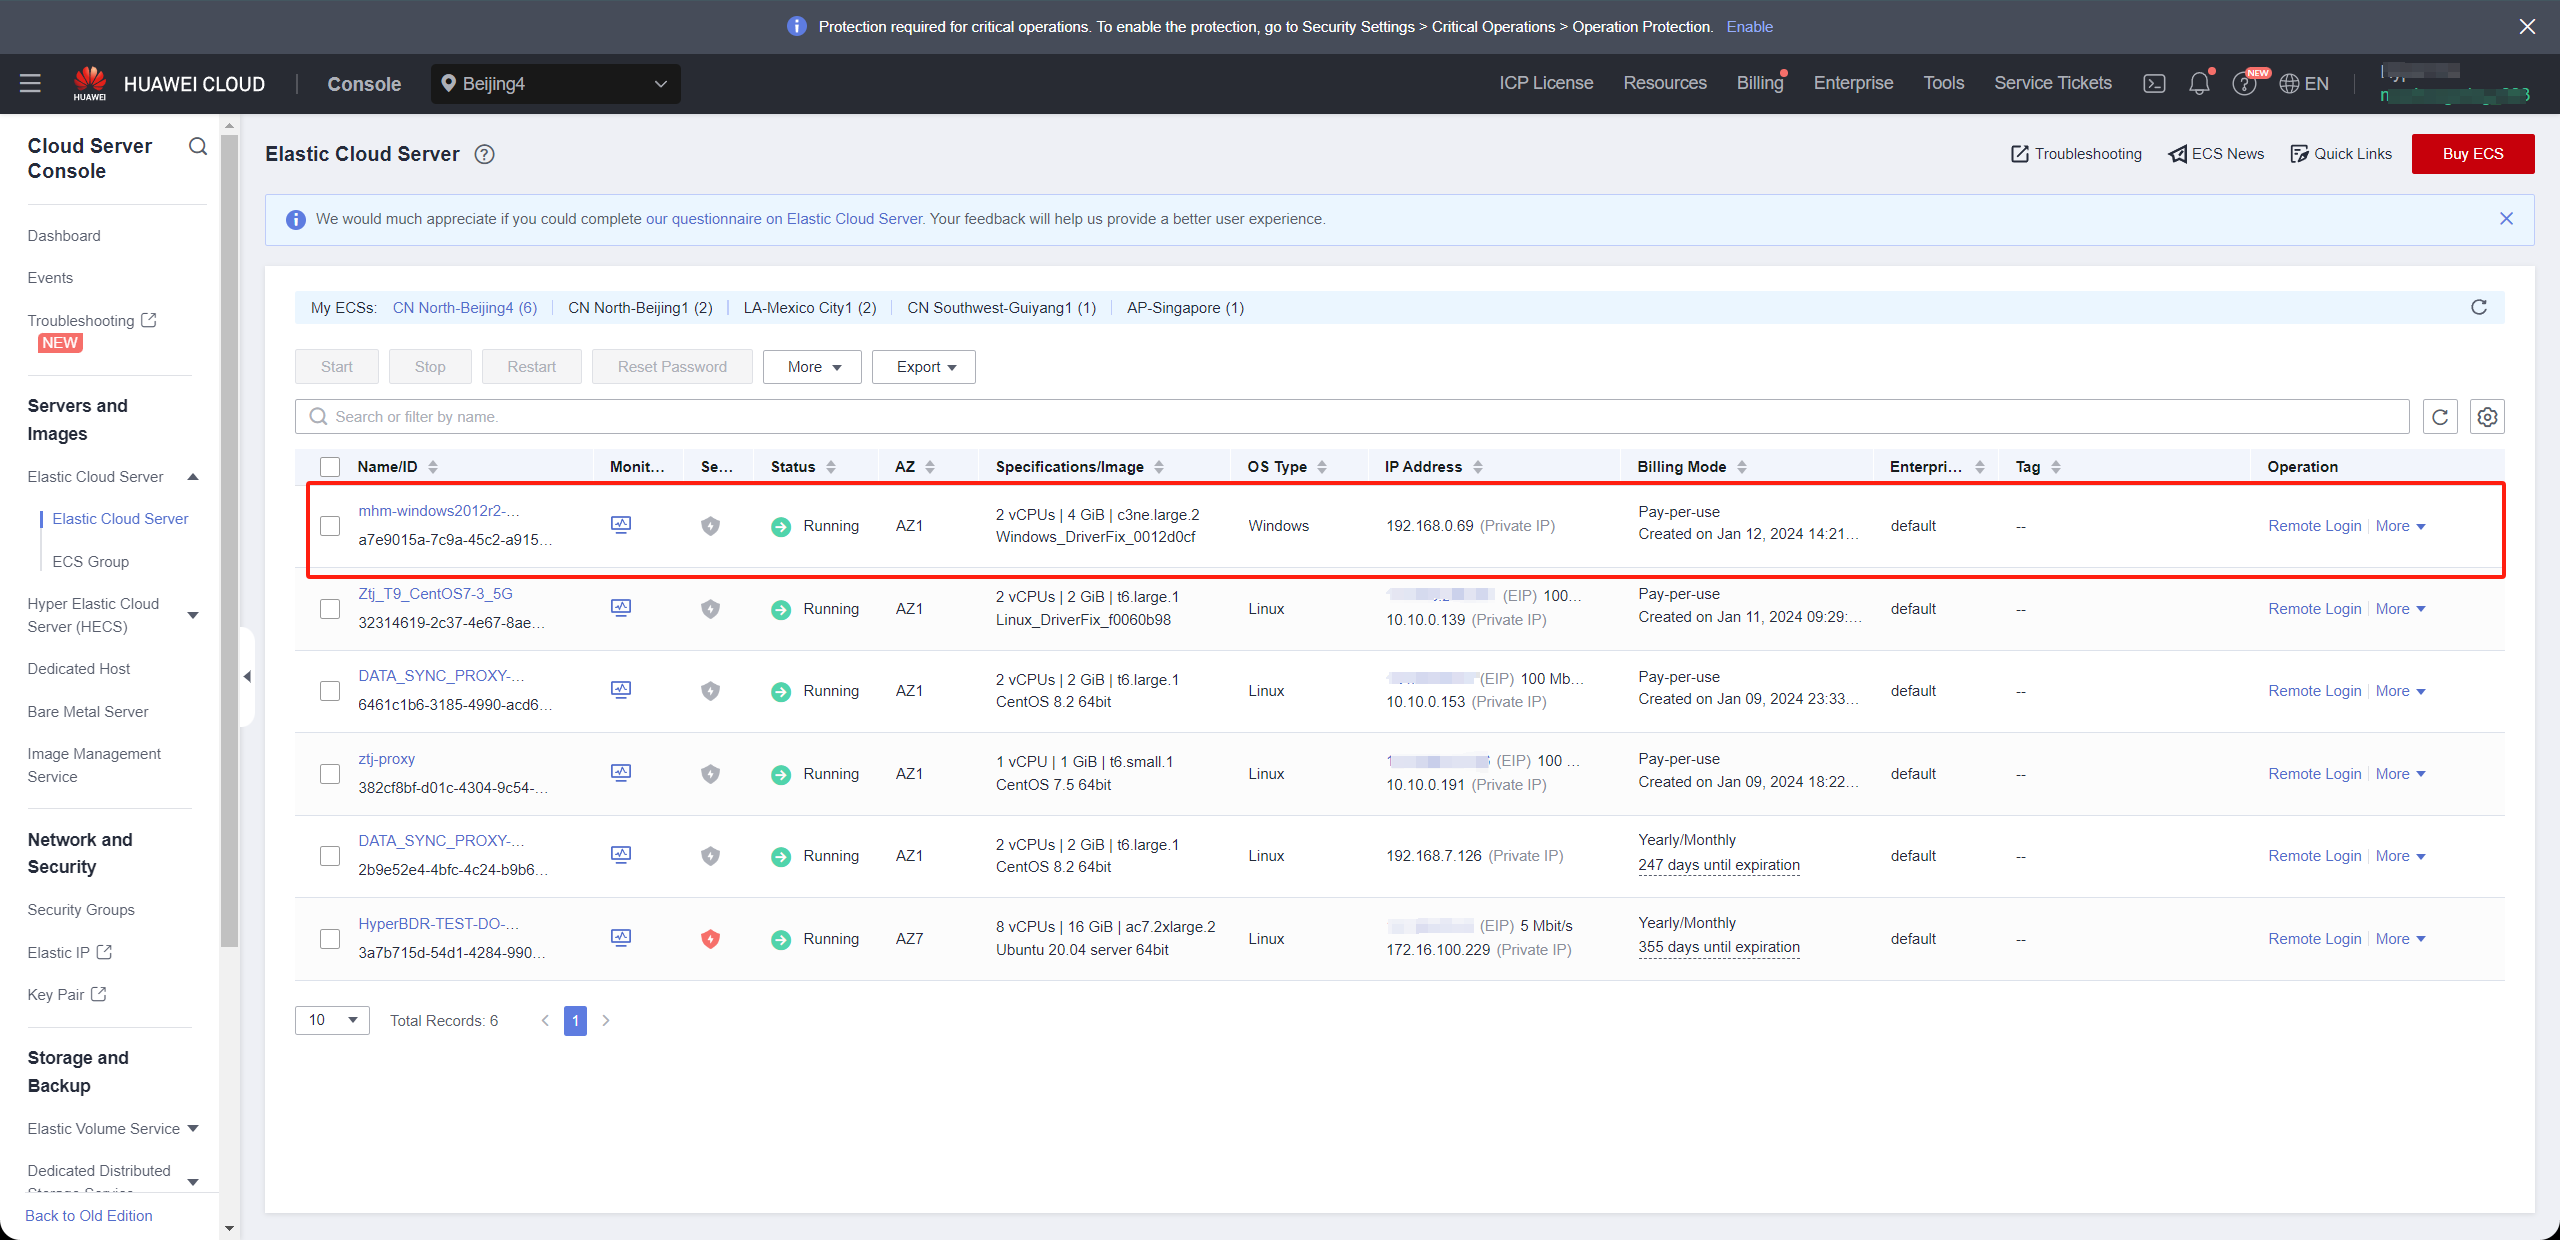 Protection required for critical operations. To enable the protection, go to Security Settings > Critical Operations > Operation Protection. Enable
HUAWEI
HUAWEI CLOUD
Console
Beijing4
ICP License
Resources
Billing
Enterprise
Tools
Service Tickets
NEW
EN
Cloud Server
Console
Dashboard
Events
Troubleshooting
NEW
Servers and
Images
Elastic Cloud Server
Elastic Cloud Server
ECS Group
Hyper Elastic Cloud
Server (HECS)
Dedicated Host
Bare Metal Server
Image Management
Service
Network and
Security
Security Groups
Elastic IP
Key Pair
Storage and
Backup
Elastic Volume Service
Dedicated Distributed
Storage Service
Back to Old Edition
Elastic Cloud Server
Troubleshooting
ECS News
Quick Links
Buy ECS
We would much appreciate if you could complete our questionnaire on Elastic Cloud Server. Your feedback will help us provide a better user experience.
My ECSs: CN North-Beijing4 (6) CN North-Beijing1 (2) LA-Mexico City1 (2) CN Southwest-Guiyang1 (1) AP-Singapore (1)
Start Stop Restart Reset Password More Export
Search or filter by name.
Name/ID Monit... Se... Status AZ Specifications/Image OS Type IP Address Billing Mode Enterpri... Tag Operation
mhm-windows2012r2-...
a7e9015a-7c9a-45c2-a915...
Running
AZ1
2 vCPUs | 4 GiB | c3ne.large.2
Windows_DriverFix_0012d0cf
Windows
192.168.0.69 (Private IP)
Pay-per-use
Created on Jan 12, 2024 14:21...
default
--
Remote Login More
Ztj_T9_CentOS7-3_5G
32314619-2c37-4e67-8ae...
Running
AZ1
2 vCPUs | 2 GiB | t6.large.1
Linux_DriverFix_f0060b98
Linux
(EIP) 100...
10.10.0.139 (Private IP)
Pay-per-use
Created on Jan 11, 2024 09:29:...
default
--
Remote Login More
DATA_SYNC_PROXY-...
6461c1b6-3185-4990-acd6...
Running
AZ1
2 vCPUs | 2 GiB | t6.large.1
CentOS 8.2 64bit
Linux
(EIP) 100 Mb...
10.10.0.153 (Private IP)
Pay-per-use
Created on Jan 09, 2024 23:33...
default
--
Remote Login More
ztj-proxy
382cf8bf-d01c-4304-9c54-...
Running
AZ1
1 vCPU | 1 GiB | t6.small.1
CentOS 7.5 64bit
Linux
(EIP) 100 ...
10.10.0.191 (Private IP)
Pay-per-use
Created on Jan 09, 2024 18:22...
default
--
Remote Login More
DATA_SYNC_PROXY-...
2b9e52e4-4bfc-4c24-b9b6...
Running
AZ1
2 vCPUs | 2 GiB | t6.large.1
CentOS 8.2 64bit
Linux
192.168.7.126 (Private IP)
Yearly/Monthly
247 days until expiration
default
--
Remote Login More
HyperBDR-TEST-DO-...
3a7b715d-54d1-4284-990...
Running
AZ7
8 vCPUs | 16 GiB | ac7.2xlarge.2
Ubuntu 20.04 server 64bit
Linux
(EIP) 5 Mbit/s
172.16.100.229 (Private IP)
Yearly/Monthly
355 days until expiration
default
--
Remote Login More
10
Total Records: 6
1